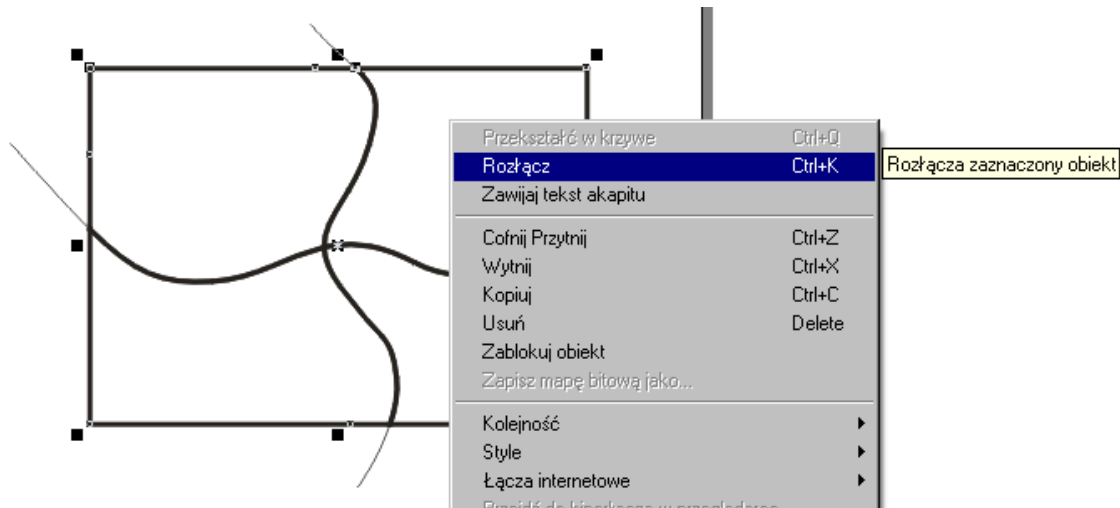 Przekształć w krzywe Ctrl+Q
Rozłącz Ctrl+K
Rozłącza zaznaczony obiekt
Zawijaj tekst akapitu
Cofnij Przytnij Ctrl+Z
Wytnij Ctrl+X
Kopiuj Ctrl+C
Usuń Delete
Zablokuj obiekt
Zapisz mapę bitową jako...
Kolejność
Style
Łącza internetowe